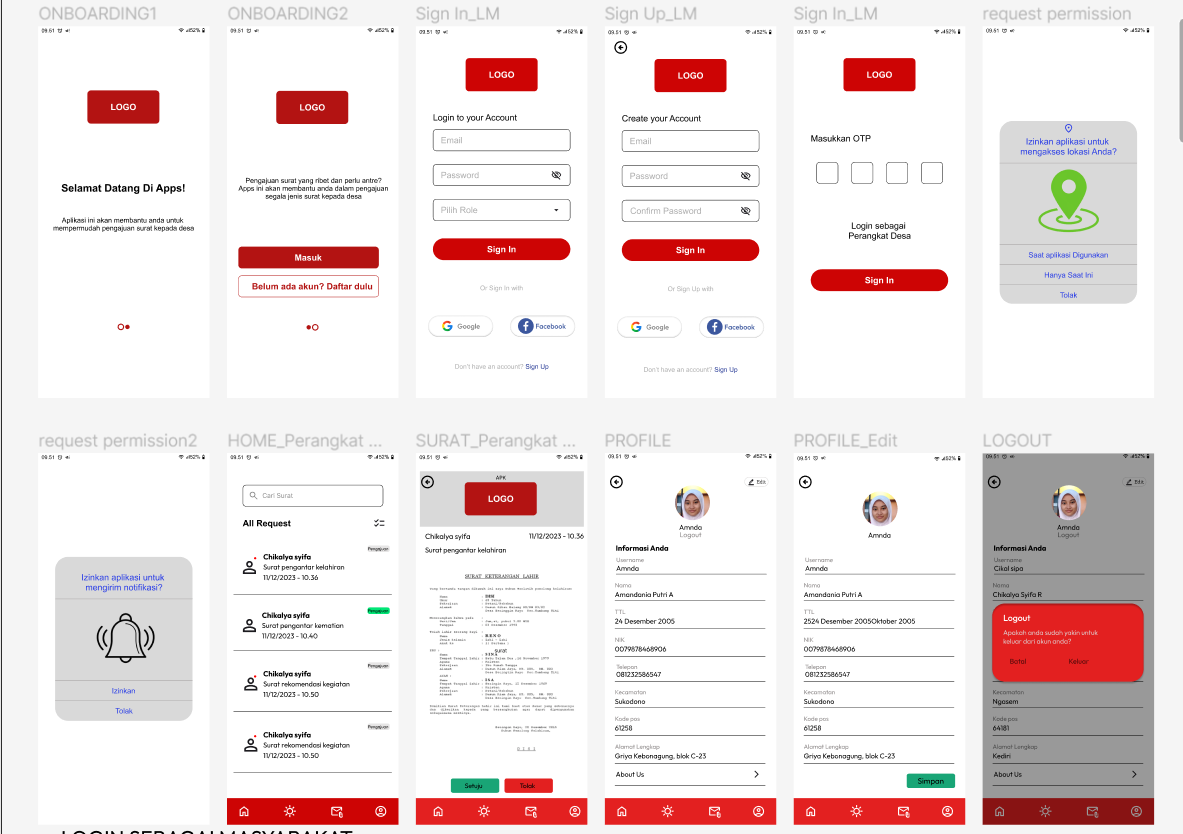 ONBOARDING1
09.51
52%
LOGO
Selamat Datang Di Apps!
Aplikasi ini akan membantu anda untuk
mempermudah pengajuan surat kepada desa
ONBOARDING2
09.51
52%
LOGO
Pengajuan surat yang ribet dan perlu antre?
Apps ini akan membantu anda dalam pengajuan
segala jenis surat kepada desa
Masuk
Belum ada akun? Daftar dulu
Sign In_LM
09.51
52%
LOGO
Login to your Account
Email
Password
Pilih Role
Sign In
Or Sign In with
Google
Facebook
Don't have an account? Sign Up
Sign Up_LM
09.51
52%
LOGO
Create your Account
Email
Password
Confirm Password
Sign In
Or Sign Up with
Google
Facebook
Don't have an account? Sign Up
Sign In_LM
09.51
52%
LOGO
Masukkan OTP
Login sebagai
Perangkat Desa
Sign In
request permission
09.51
52%
Izinkan aplikasi untuk
mengakses lokasi Anda?
Saat aplikasi Digunakan
Hanya Saat Ini
Tolak
request permission2
09.51
52%
Izinkan aplikasi untuk
mengirim notifikasi?
Izinkan
Tolak
HOME_Perangkat ...
09.51
52%
Cari Surat
All Request
Pengajuan
Chikalya syifa
Surat pengantar kelahiran
11/12/2023 - 10.36
Pengajuan
Chikalya syifa
Surat pengantar kematian
11/12/2023 - 10.40
Pengajuan
Chikalya syifa
Surat rekomendasi kegiatan
11/12/2023 - 10.50
Pengajuan
Chikalya syifa
Surat rekomendasi kegiatan
11/12/2023 - 10.50
SURAT_Perangkat ...
09.51
52%
APK
LOGO
Chikalya syifa 11/12/2023 - 10.36
Surat pengantar kelahiran
SURAT KETERANGAN LAHIR
surat
Setuju
Tolak
PROFILE
09.51
52%
Edit
Amnda
Logout
Informasi Anda
Username
Amnda
Nama
Amandania Putri A
TTL
24 Desember 2005
NIK
0079878468906
Telepon
081232586547
Kecamatan
Sukodono
Kode pos
61258
Alamat Lengkap
Griya Kebonagung, blok C-23
About Us
PROFILE_Edit
09.51
52%
Amnda
Username
Amnda
Nama
Amandania Putri A
TTL
2524 Desember 2005Oktober 2005
NIK
0079878468906
Telepon
081232586547
Kecamatan
Sukodono
Kode pos
61258
Alamat Lengkap
Griya Kebonagung, blok C-23
Simpan
LOGOUT
09.51
52%
Edit
Amnda
Logout
Informasi Anda
Username
Cikal sipa
Nama
Chikalya Syifa R
Logout
Apakah anda sudah yakin untuk
keluar dari akun anda?
Batal
Keluar
Kecamatan
Ngasem
Kode pos
64181
Alamat Lengkap
Kediri
About Us
LOGIN SEBAGAI MASYARAKAT